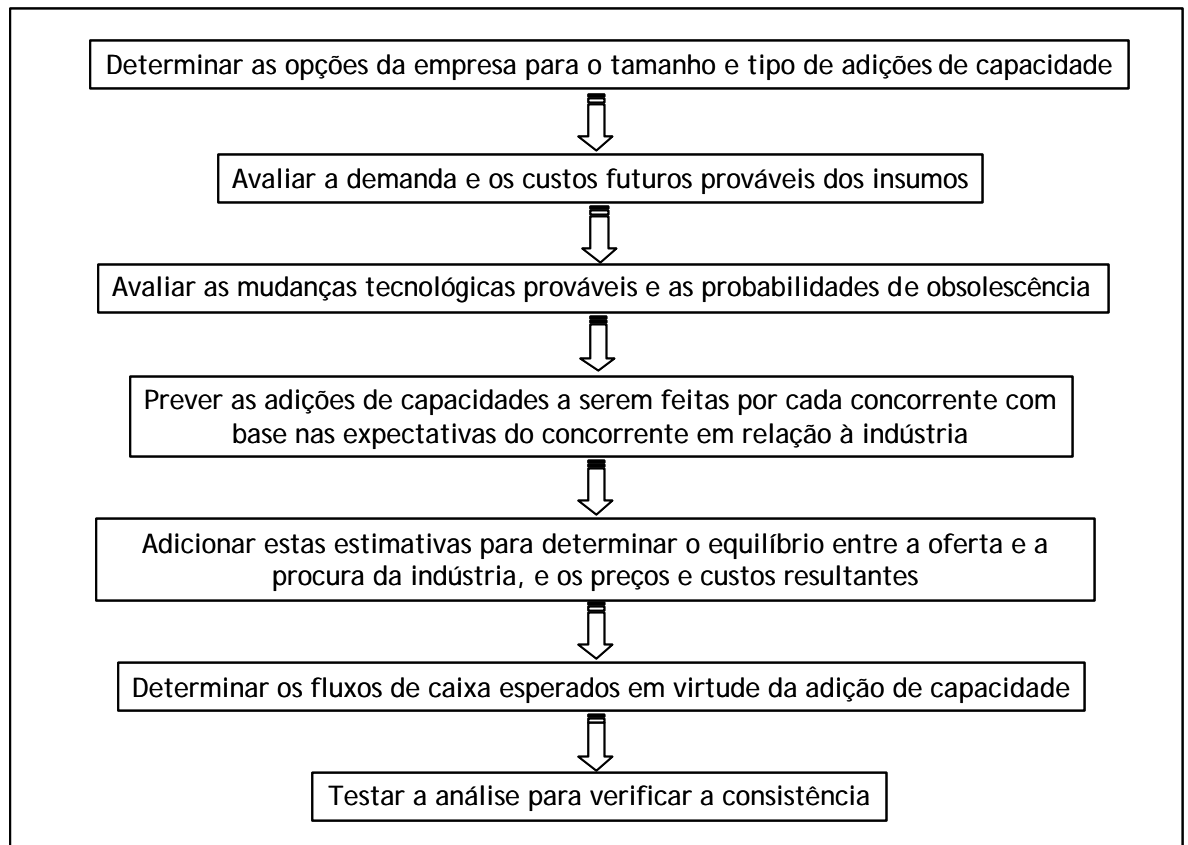 Determinar as opções da empresa para o tamanho e tipo de adições de capacidade
Avaliar a demanda e os custos futuros prováveis dos insumos
Avaliar as mudanças tecnológicas prováveis e as probabilidades de obsolescência
Prever as adições de capacidades a serem feitas por cada concorrente com
base nas expectativas do concorrente em relação à indústria
Adicionar estas estimativas para determinar o equilíbrio entre a oferta e a
procura da indústria, e os preços e custos resultantes
Determinar os fluxos de caixa esperados em virtude da adição de capacidade
Testar a análise para verificar a consistência